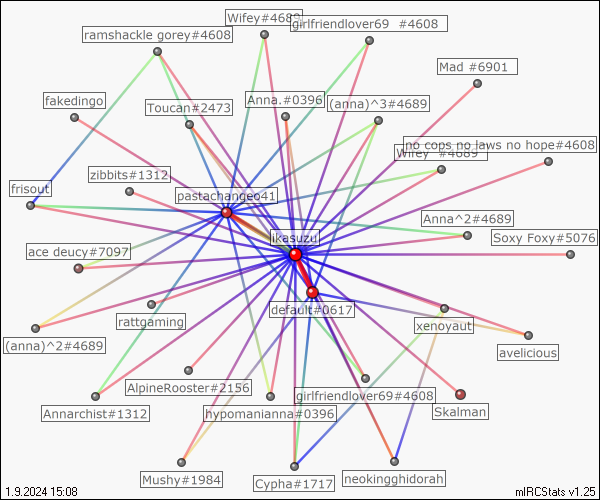 Wifey#4689
girlfriendlover69 #4608
ramshackle gorey#4608
Mad #6901
fakedingo
Toucan#2473
Anna.#0396
(anna)^3#4689
no cops no laws no hope#4608
Wifey #4689
zibbits#1312
frisout
pastachangeo41
Anna^2#4689
Soxy Foxy#5076
likasuzu
ace deucy#7097
default#0617
rattgaming
xenoyaut
(anna)^2#4689
avelicious
AlpineRooster#2156
girlfriendlover69#4608
Annarchist#1312
hypomanianna#0396
Skalman
Mushy#1984
Cypha#1717
neokingghidorah
1.9.2024 15:08
mIRCStats v1.25